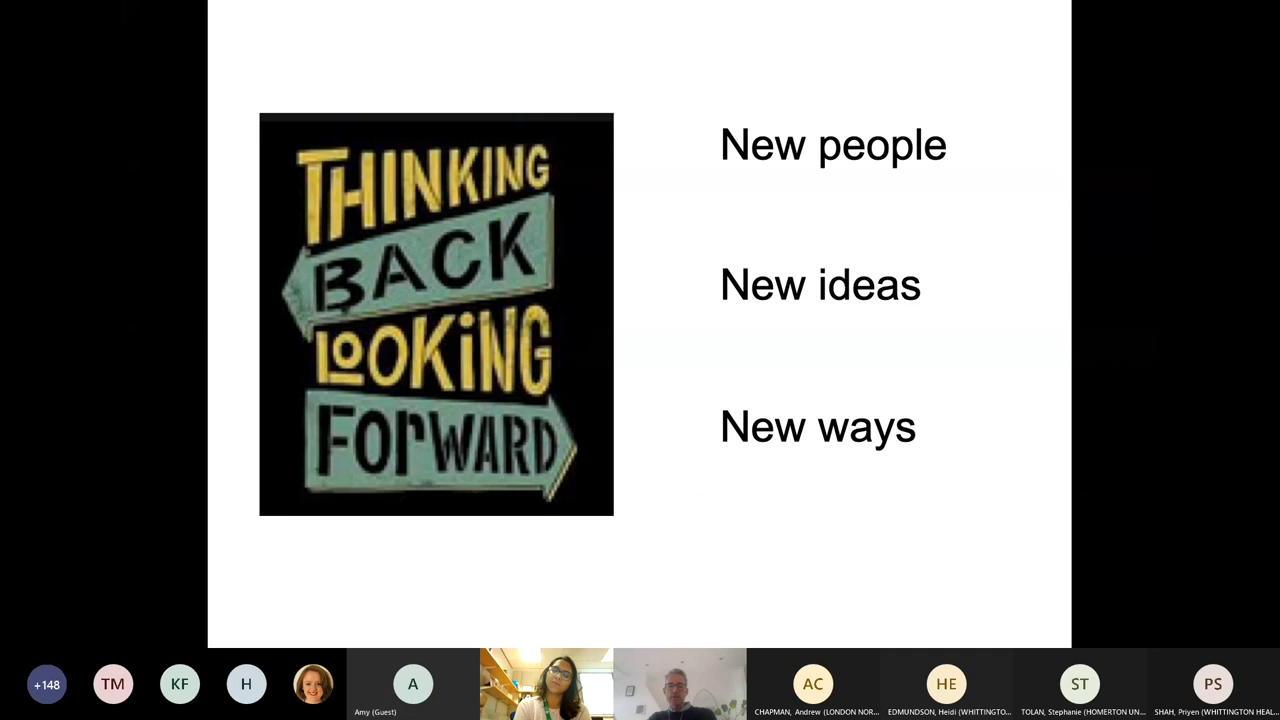 THINKING
BACK
LOOKING
FORWARD
New people
New ideas
New ways
+148
TM
KF
H
A
Amy (Guest)
AC
CHAPMAN, Andrew (LONDON NOR...
HE
EDMUNDSON, Heidi (WHITTINGTO...
ST
TOLAN, Stephanie (HOMERTON UN...
PS
SHAH, Priyen (WHITTINGTON HEAL...